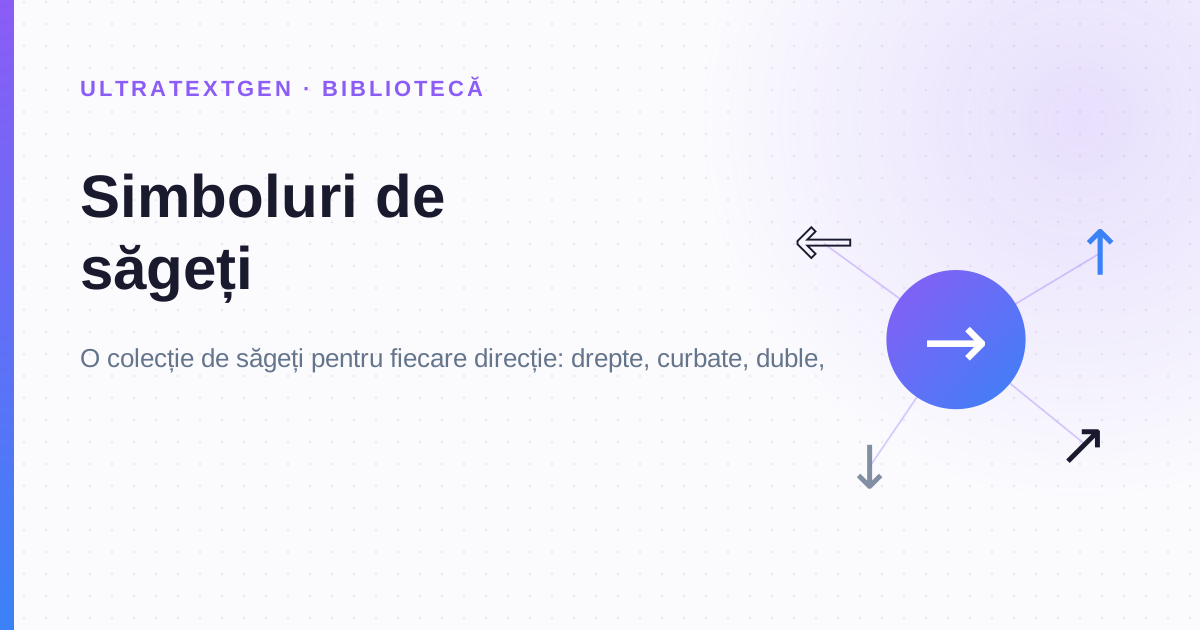 ULTRATEXTGEN · BIBLIOTECĂ
Simboluri de
săgeți
O colecție de săgeți pentru fiecare direcție: drepte, curbate, duble,